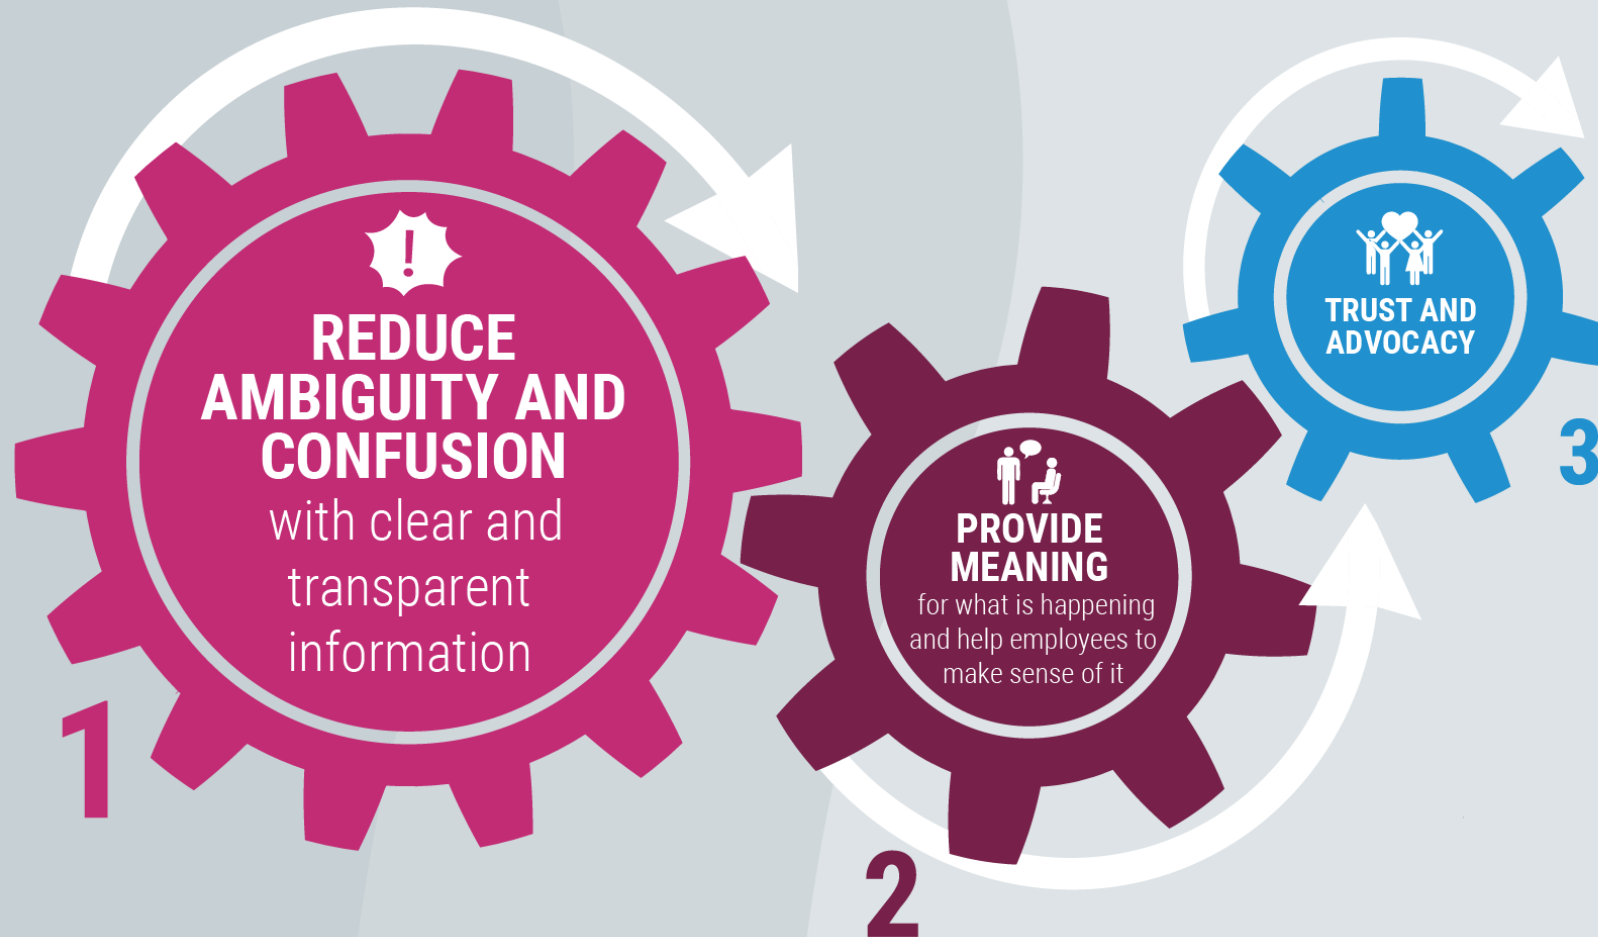 !
REDUCE
AMBIGUITY AND
CONFUSION
with clear and
transparent
information
1
PROVIDE
MEANING
for what is happening
and help employees to
make sense of it
2
TRUST AND
ADVOCACY
3